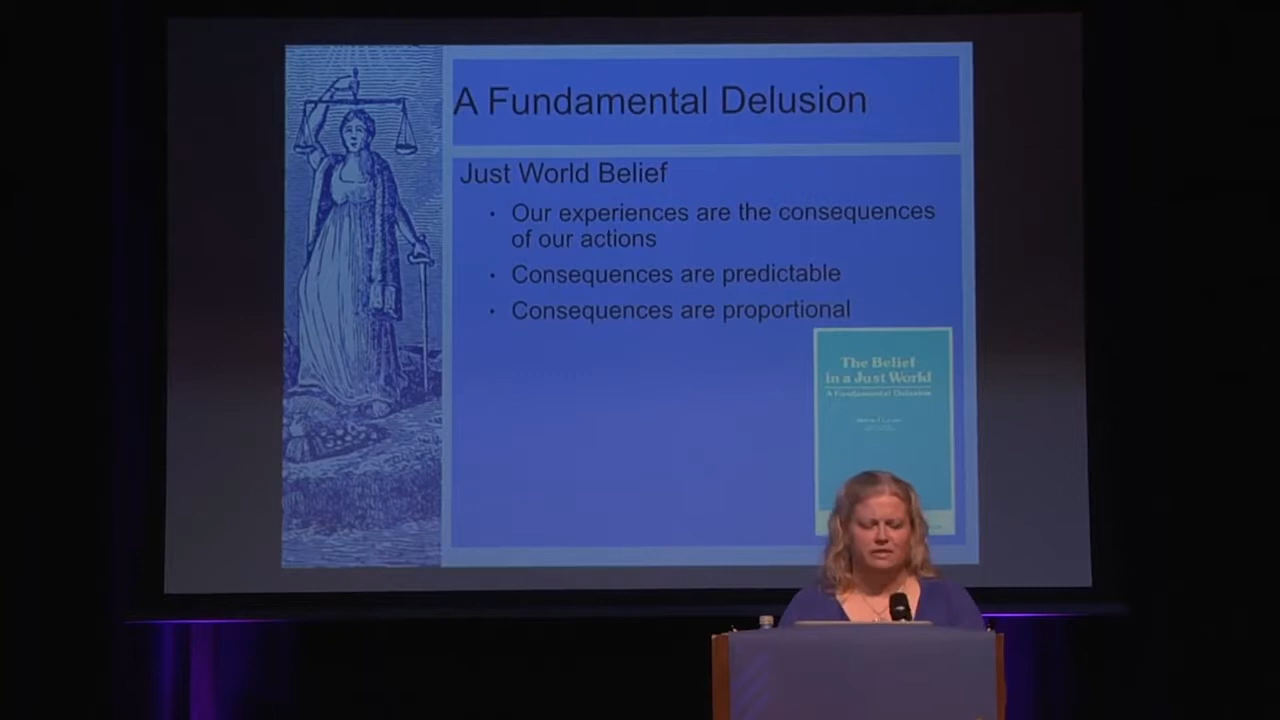 A Fundamental Delusion
Just World Belief
· Our experiences are the consequences
of our actions
· Consequences are predictable
· Consequences are proportional
The Belief
in a Just World
A Fundamental Delusion